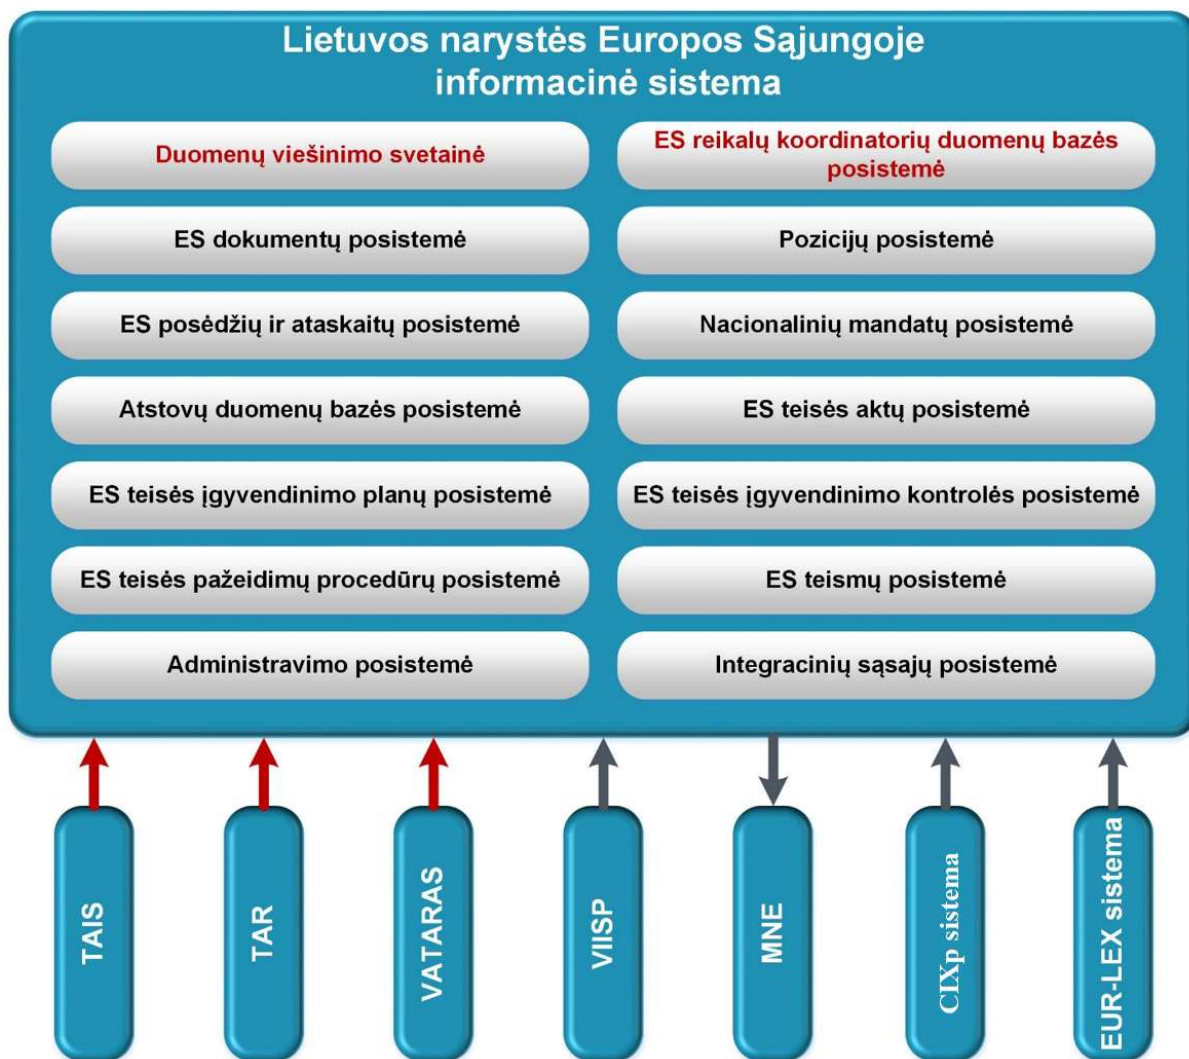 Lietuvos narystės Europos Sąjungoje
informacinė sistema
Duomenų viešinimo svetainė
ES reikalų koordinatorių duomenų bazės
posistemė
ES dokumentų posistemė
Pozicijų posistemė
ES posėdžių ir ataskaitų posistemė
Nacionalinių mandatų posistemė
Atstovų duomenų bazės posistemė
ES teisės aktų posistemė
ES teisės įgyvendinimo planų posistemė
ES teisės įgyvendinimo kontrolės posistemė
ES teisės pažeidimų procedūrų posistemė
ES teismų posistemė
Administravimo posistemė
Integracinių sąsajų posistemė
TAIS
TAR
VATARAS
VIISP
MNE
CIXp sistema
EUR-LEX sistema